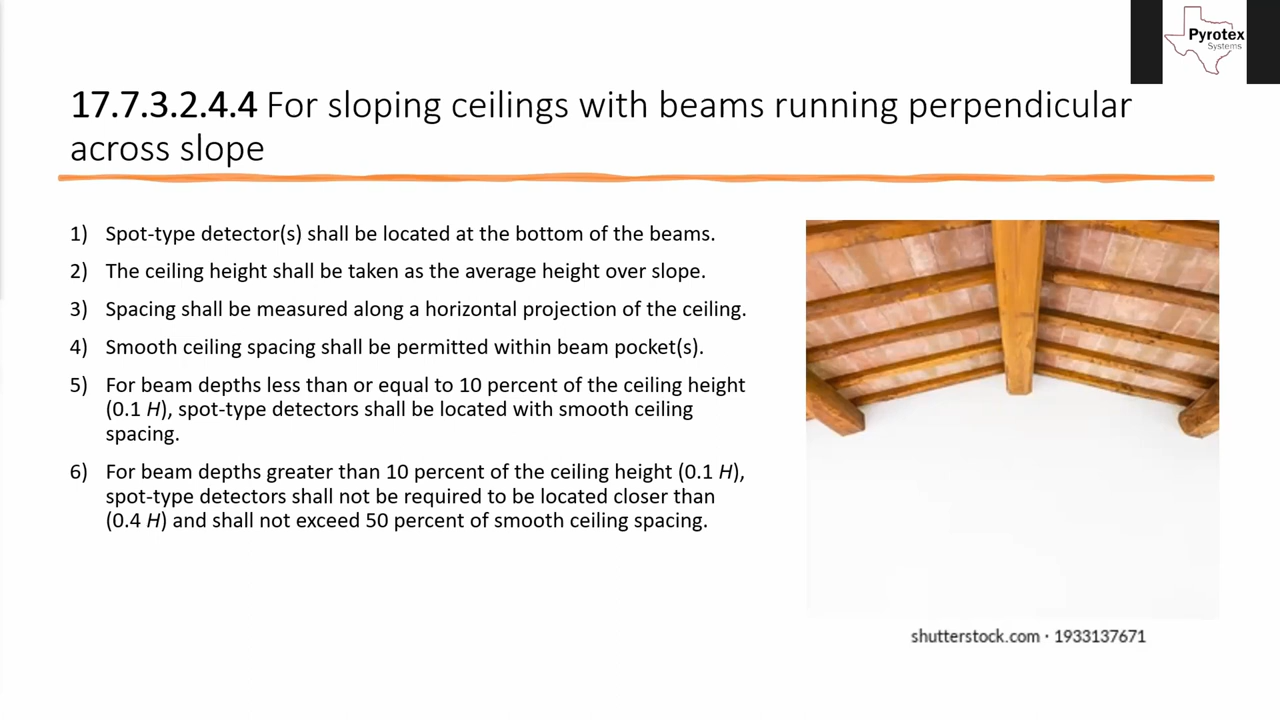 Pyrotex
Systems
17.7.3.2.4.4 For sloping ceilings with beams running perpendicular
across slope
1) Spot-type detector(s) shall be located at the bottom of the beams.
2) The ceiling height shall be taken as the average height over slope.
3) Spacing shall be measured along a horizontal projection of the ceiling.
4) Smooth ceiling spacing shall be permitted within beam pocket(s).
5) For beam depths less than or equal to 10 percent of the ceiling height
(0.1 H), spot-type detectors shall be located with smooth ceiling
spacing.
6) For beam depths greater than 10 percent of the ceiling height (0.1 H),
spot-type detectors shall not be required to be located closer than
(0.4 H) and shall not exceed 50 percent of smooth ceiling spacing.
shutterstock.com · 1933137671